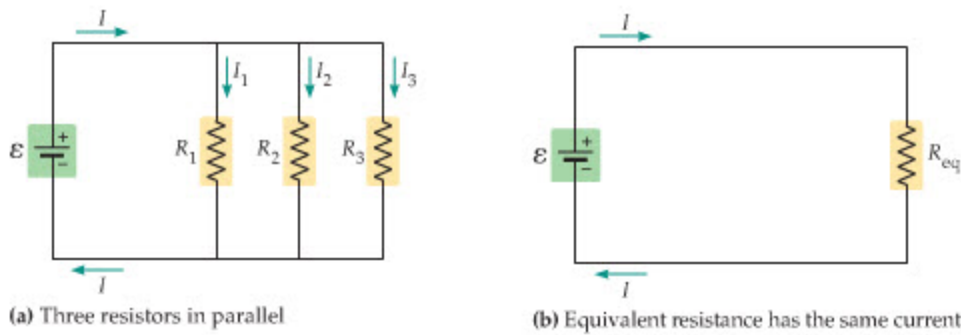 I
I
I₁
I₂
I₃
ε
+
-
R₁
R₂
R₃
ε
+
-
R_eq
I
I
(a) Three resistors in parallel
(b) Equivalent resistance has the same current